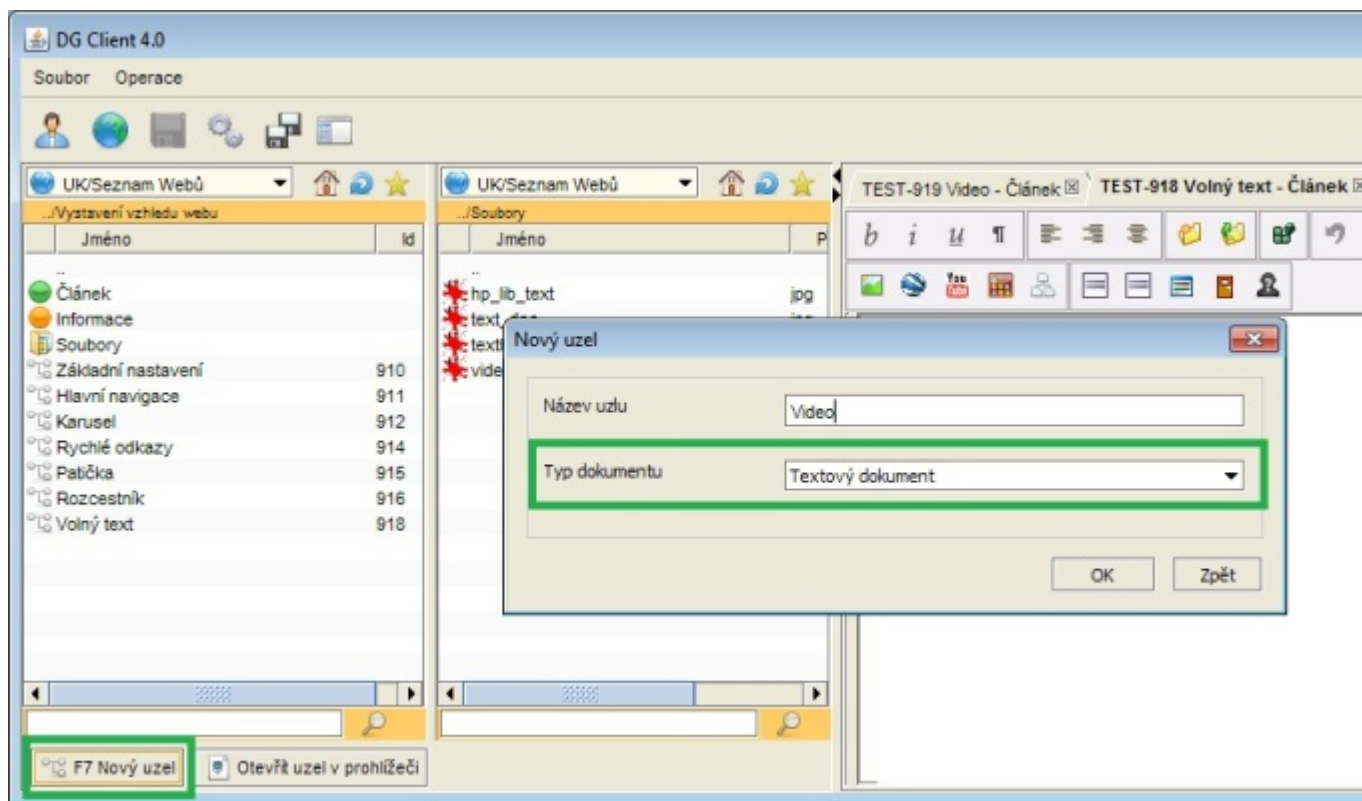 DG Client 4.0
Soubor Operace
UK/Seznam Webů
../Vystavení vzhledu webu
Jméno Id
..
Článek
Informace
Soubory
Základní nastavení 910
Hlavní navigace 911
Karusel 912
Rychlé odkazy 914
Patička 915
Rozcestník 916
Volný text 918
F7 Nový uzel
Otevřít uzel v prohlížeči
UK/Seznam Webů
../Soubory
Jméno P
..
hp_lib_text jpg
TEST-919 Video - Článek
TEST-918 Volný text - Článek
b i u ¶
You
Tube
Nový uzel
Název uzlu Video
Typ dokumentu Textový dokument
OK Zpět